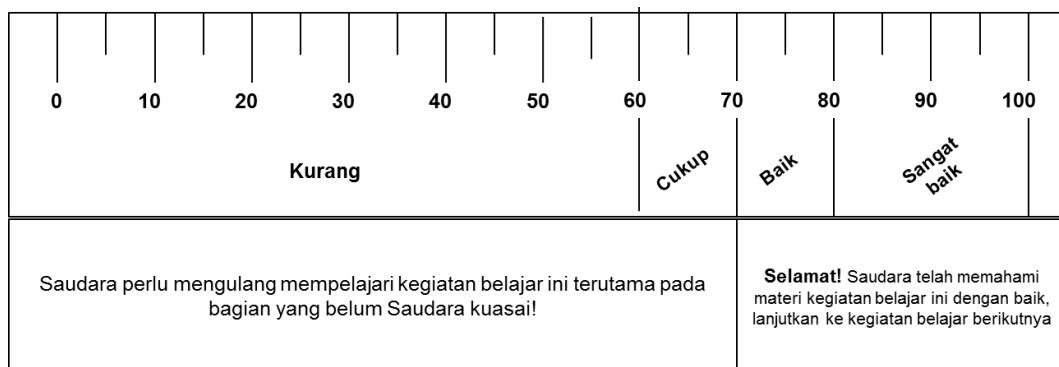 0 10 20 30 40 50 60 70 80 90 100
Kurang
Cukup
Baik
Sangat
baik
Saudara perlu mengulang mempelajari kegiatan belajar ini terutama pada
bagian yang belum Saudara kuasai!
Selamat! Saudara telah memahami
materi kegiatan belajar ini dengan baik,
lanjutkan ke kegiatan belajar berikutnya